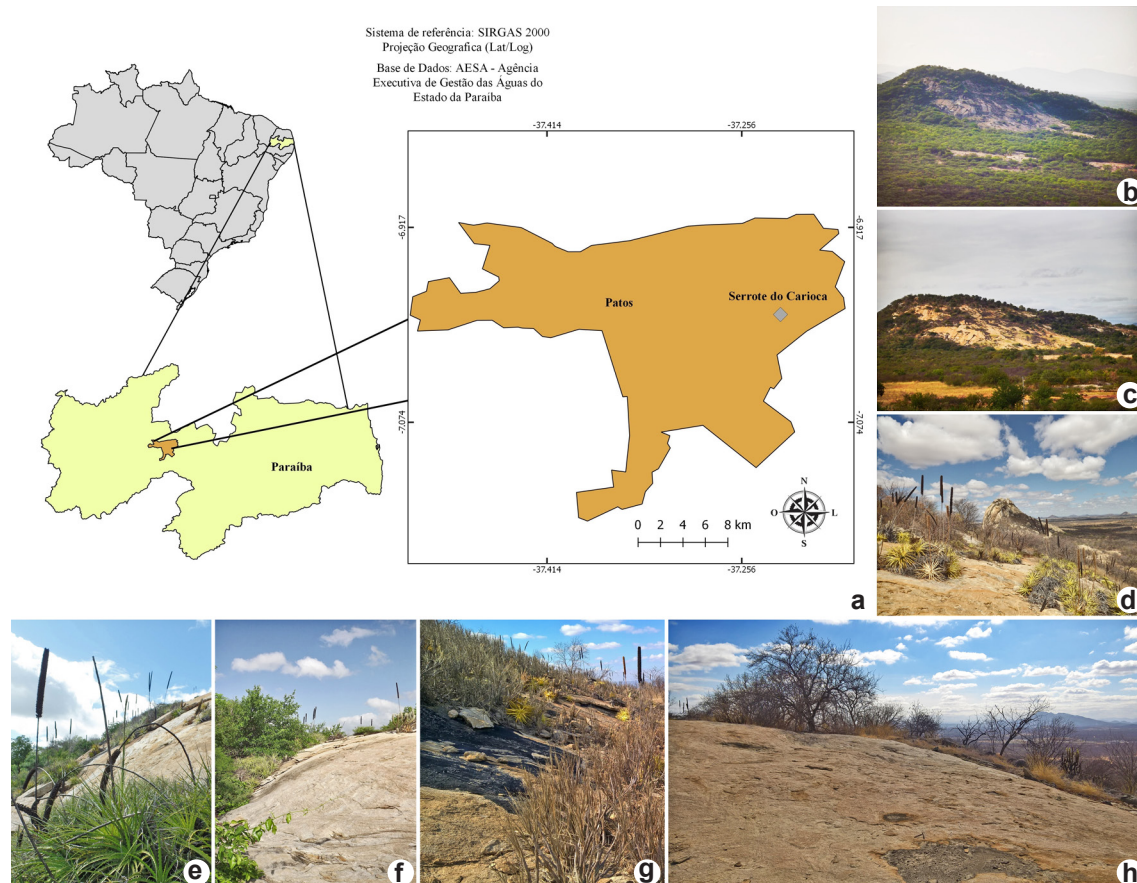 Sistema de referência: SIRGAS 2000
Projeção Geografica (Lat/Log)
Base de Dados: AESA - Agência
Executiva de Gestão das Águas do
Estado da Paraíba
-37.414
-37.256
-6.917
-6.917
Patos
Serrote do Carioca
-7.074
-7.074
Paraíba
N
O
L
S
0 2 4 6 8 km
-37.414
-37.256
a
b
c
d
e
f
g
h